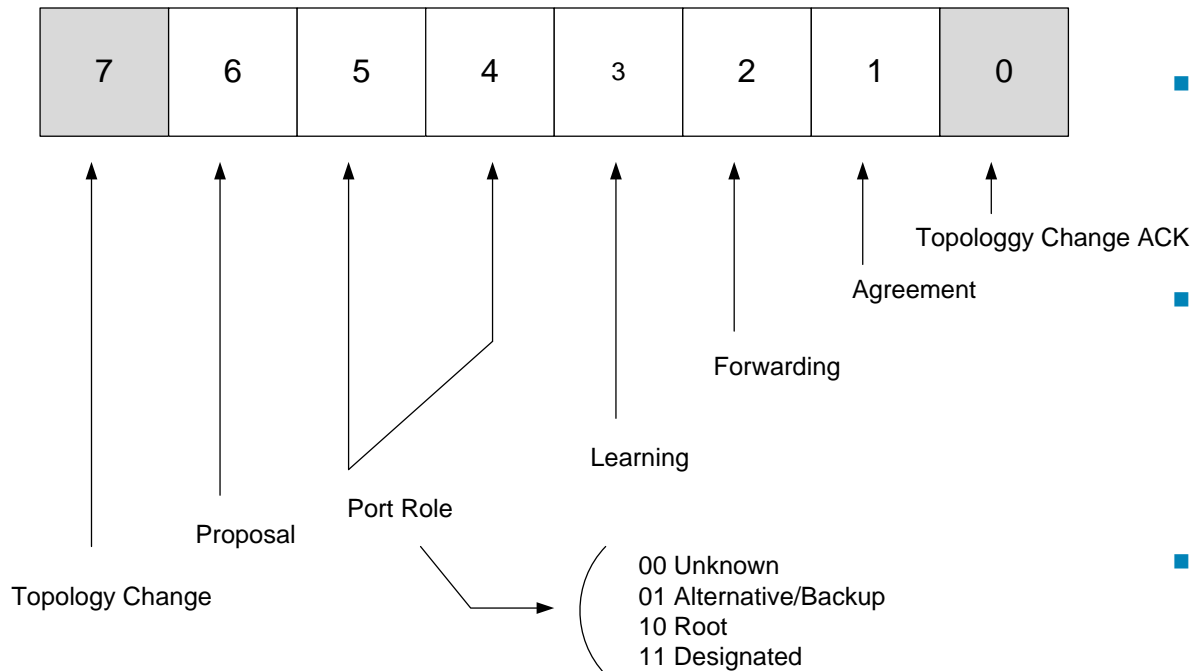 7 6 5 4 3 2 1 0
Topologgy Change ACK
Agreement
Forwarding
Learning
Port Role
Proposal
Topology Change
00 Unknown
01 Alternative/Backup
10 Root
11 Designated